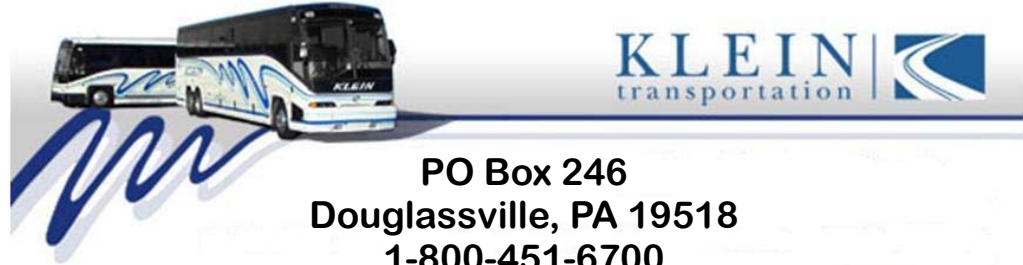 KLEIN
transportation
KLEIN
PO Box 246
Douglassville, PA 19518
1-800-451-6700